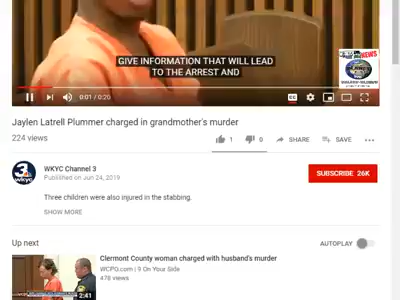 GIVE INFORMATION THAT WILL LEAD
TO THE ARREST AND
NEWS
0:01 / 0:20
Jaylen Latrell Plummer charged in grandmother's murder
224 views
1
0
SHARE
SAVE
WKYC Channel 3
Published on Jun 24, 2019
SUBSCRIBE 26K
Three children were also injured in the stabbing.
SHOW MORE
Up next
AUTOPLAY
Clermont County woman charged with husband's murder
WCPO.com | 9 On Your Side
478 views
2:41
3
wkyc